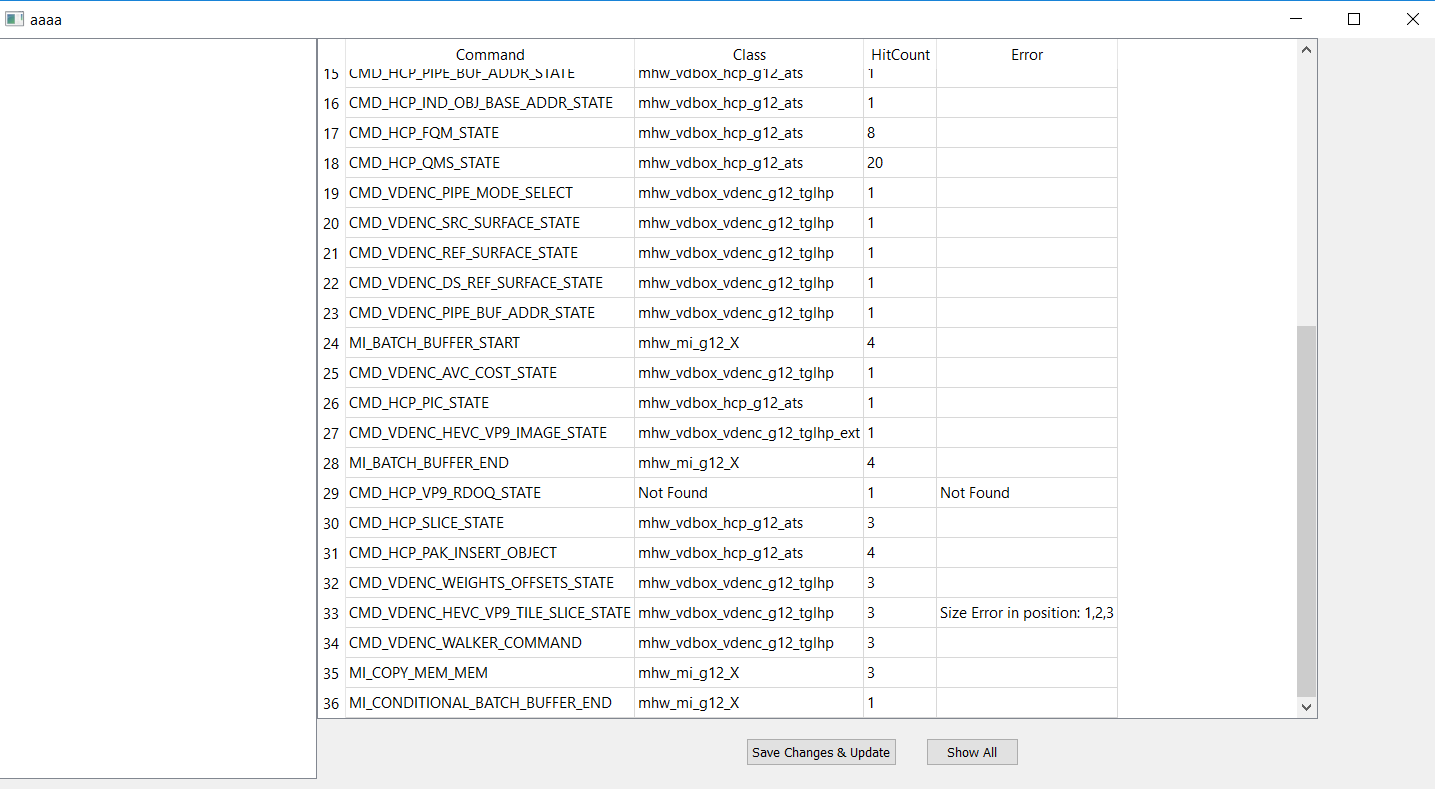 aaaa
Command Class HitCount Error
15 CMD_HCP_PIPE_BUF_ADDR_STATE mhw_vdbox_hcp_g12_ats 1
16 CMD_HCP_IND_OBJ_BASE_ADDR_STATE mhw_vdbox_hcp_g12_ats 1
17 CMD_HCP_FQM_STATE mhw_vdbox_hcp_g12_ats 8
18 CMD_HCP_QMS_STATE mhw_vdbox_hcp_g12_ats 20
19 CMD_VDENC_PIPE_MODE_SELECT mhw_vdbox_vdenc_g12_tglhp 1
20 CMD_VDENC_SRC_SURFACE_STATE mhw_vdbox_vdenc_g12_tglhp 1
21 CMD_VDENC_REF_SURFACE_STATE mhw_vdbox_vdenc_g12_tglhp 1
22 CMD_VDENC_DS_REF_SURFACE_STATE mhw_vdbox_vdenc_g12_tglhp 1
23 CMD_VDENC_PIPE_BUF_ADDR_STATE mhw_vdbox_vdenc_g12_tglhp 1
24 MI_BATCH_BUFFER_START mhw_mi_g12_X 4
25 CMD_VDENC_AVC_COST_STATE mhw_vdbox_vdenc_g12_tglhp 1
26 CMD_HCP_PIC_STATE mhw_vdbox_hcp_g12_ats 1
27 CMD_VDENC_HEVC_VP9_IMAGE_STATE mhw_vdbox_vdenc_g12_tglhp_ext 1
28 MI_BATCH_BUFFER_END mhw_mi_g12_X 4
29 CMD_HCP_VP9_RDOQ_STATE Not Found 1 Not Found
30 CMD_HCP_SLICE_STATE mhw_vdbox_hcp_g12_ats 3
31 CMD_HCP_PAK_INSERT_OBJECT mhw_vdbox_hcp_g12_ats 4
32 CMD_VDENC_WEIGHTS_OFFSETS_STATE mhw_vdbox_vdenc_g12_tglhp 3
33 CMD_VDENC_HEVC_VP9_TILE_SLICE_STATE mhw_vdbox_vdenc_g12_tglhp 3 Size Error in position: 1,2,3
34 CMD_VDENC_WALKER_COMMAND mhw_vdbox_vdenc_g12_tglhp 3
35 MI_COPY_MEM_MEM mhw_mi_g12_X 3
36 MI_CONDITIONAL_BATCH_BUFFER_END mhw_mi_g12_X 1
Save Changes & Update Show All